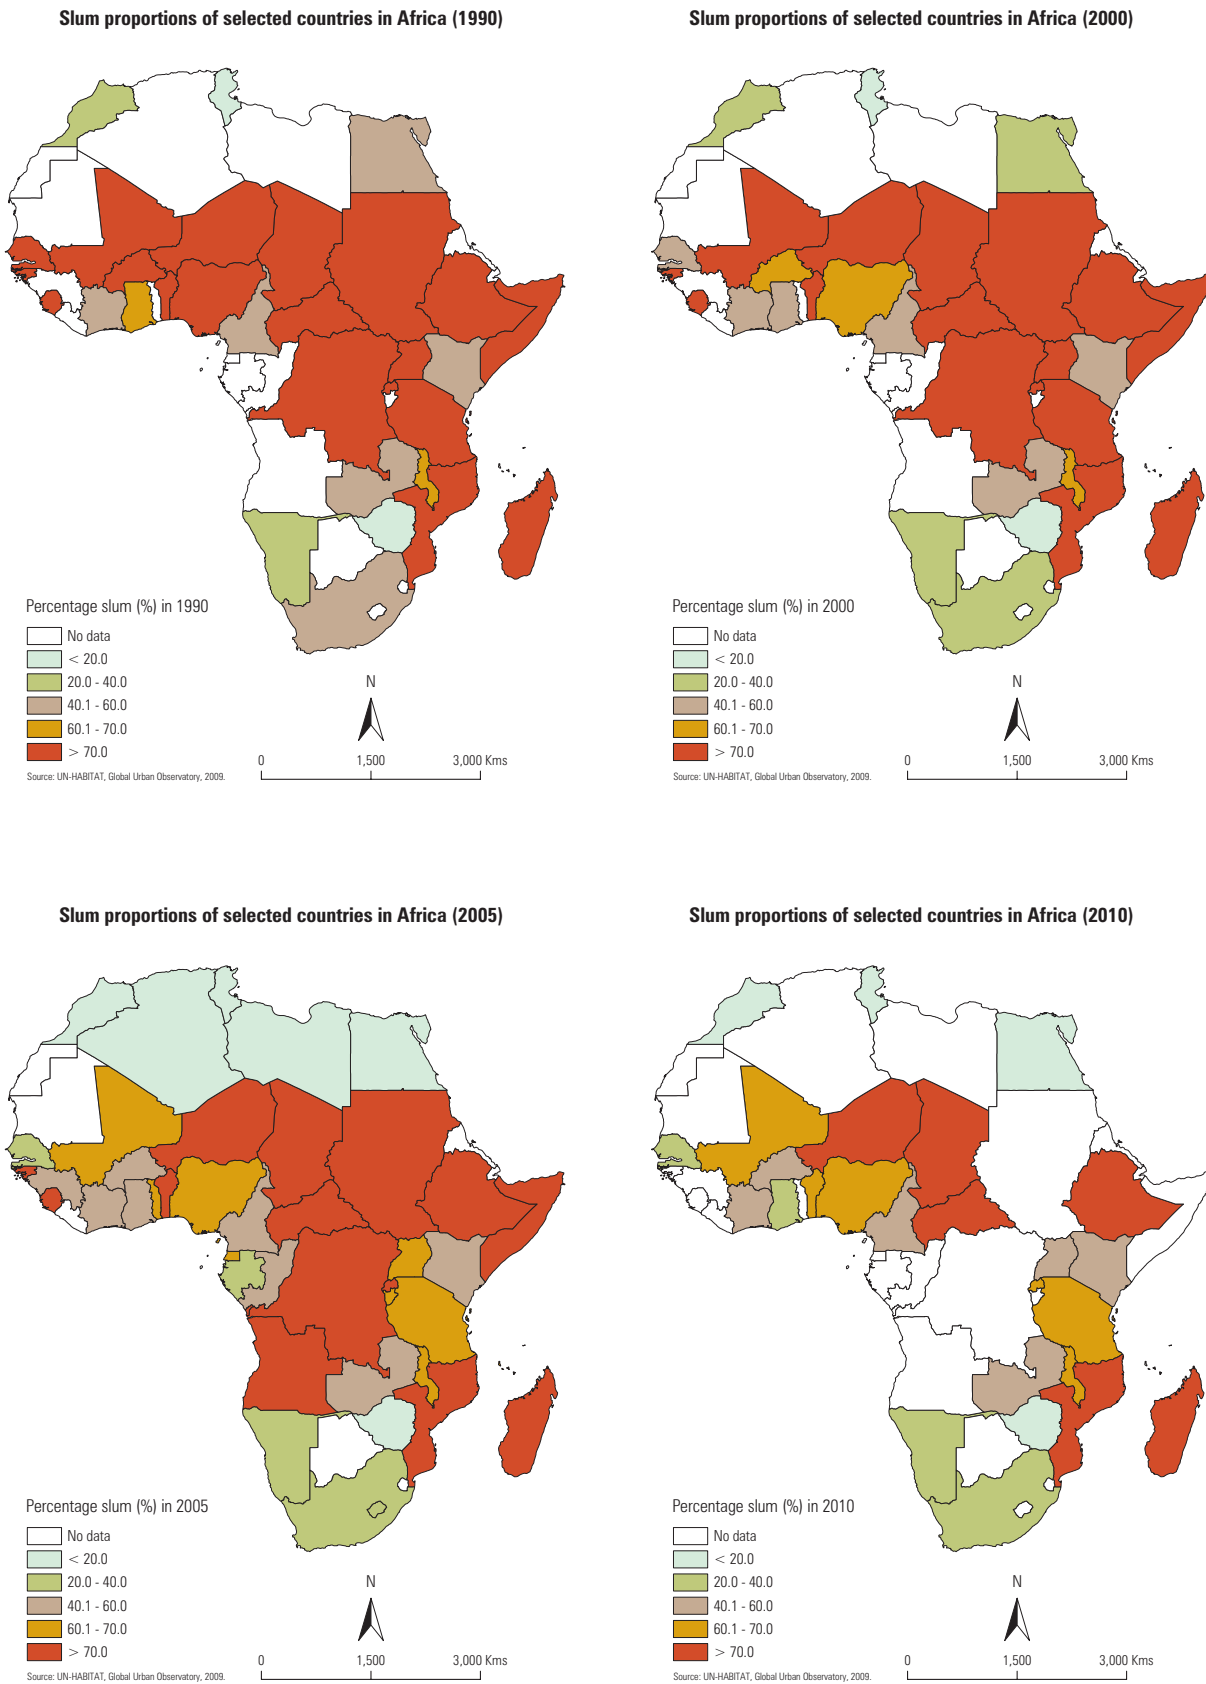 Slum proportions of selected countries in Africa (1990)
Percentage slum (%) in 1990
No data
< 20.0
20.0 - 40.0
40.1 - 60.0
60.1 - 70.0
> 70.0
Source: UN-HABITAT, Global Urban Observatory, 2009.
N
0 1,500 3,000 Kms
Slum proportions of selected countries in Africa (2000)
Percentage slum (%) in 2000
No data
< 20.0
20.0 - 40.0
40.1 - 60.0
60.1 - 70.0
> 70.0
Source: UN-HABITAT, Global Urban Observatory, 2009.
N
0 1,500 3,000 Kms
Slum proportions of selected countries in Africa (2005)
Percentage slum (%) in 2005
No data
< 20.0
20.0 - 40.0
40.1 - 60.0
60.1 - 70.0
> 70.0
Source: UN-HABITAT, Global Urban Observatory, 2009.
N
0 1,500 3,000 Kms
Slum proportions of selected countries in Africa (2010)
Percentage slum (%) in 2010
No data
< 20.0
20.0 - 40.0
40.1 - 60.0
60.1 - 70.0
> 70.0
Source: UN-HABITAT, Global Urban Observatory, 2009.
N
0 1,500 3,000 Kms